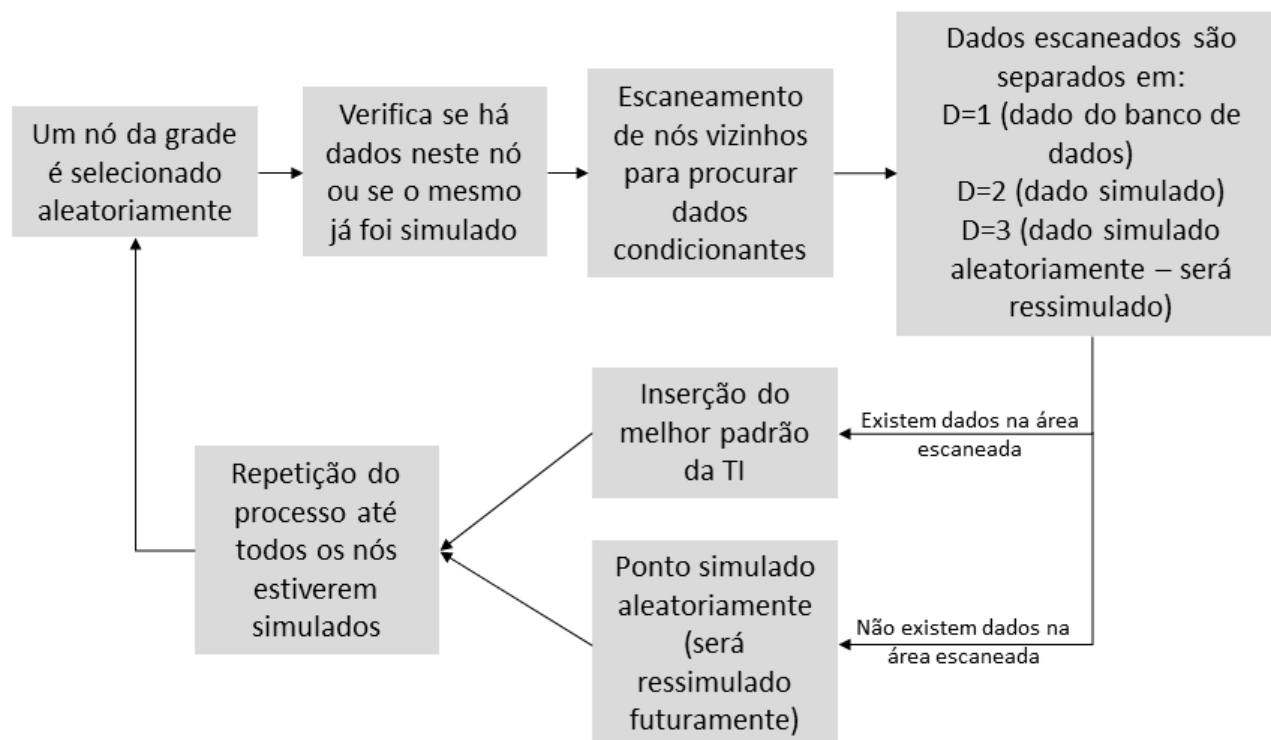 Um nó da grade
é selecionado
aleatoriamente
Verifica se há
dados neste nó
ou se o mesmo
já foi simulado
Escaneamento
de nós vizinhos
para procurar
dados
condicionantes
Dados escaneados são
separados em:
D=1 (dado do banco de
dados)
D=2 (dado simulado)
D=3 (dado simulado
aleatoriamente – será
ressimulado)
Existem dados na área
escaneada
Inserção do
melhor padrão
da TI
Não existem dados na
área escaneada
Ponto simulado
aleatoriamente
(será
ressimulado
futuramente)
Repetição do
processo até
todos os nós
estiverem
simulados